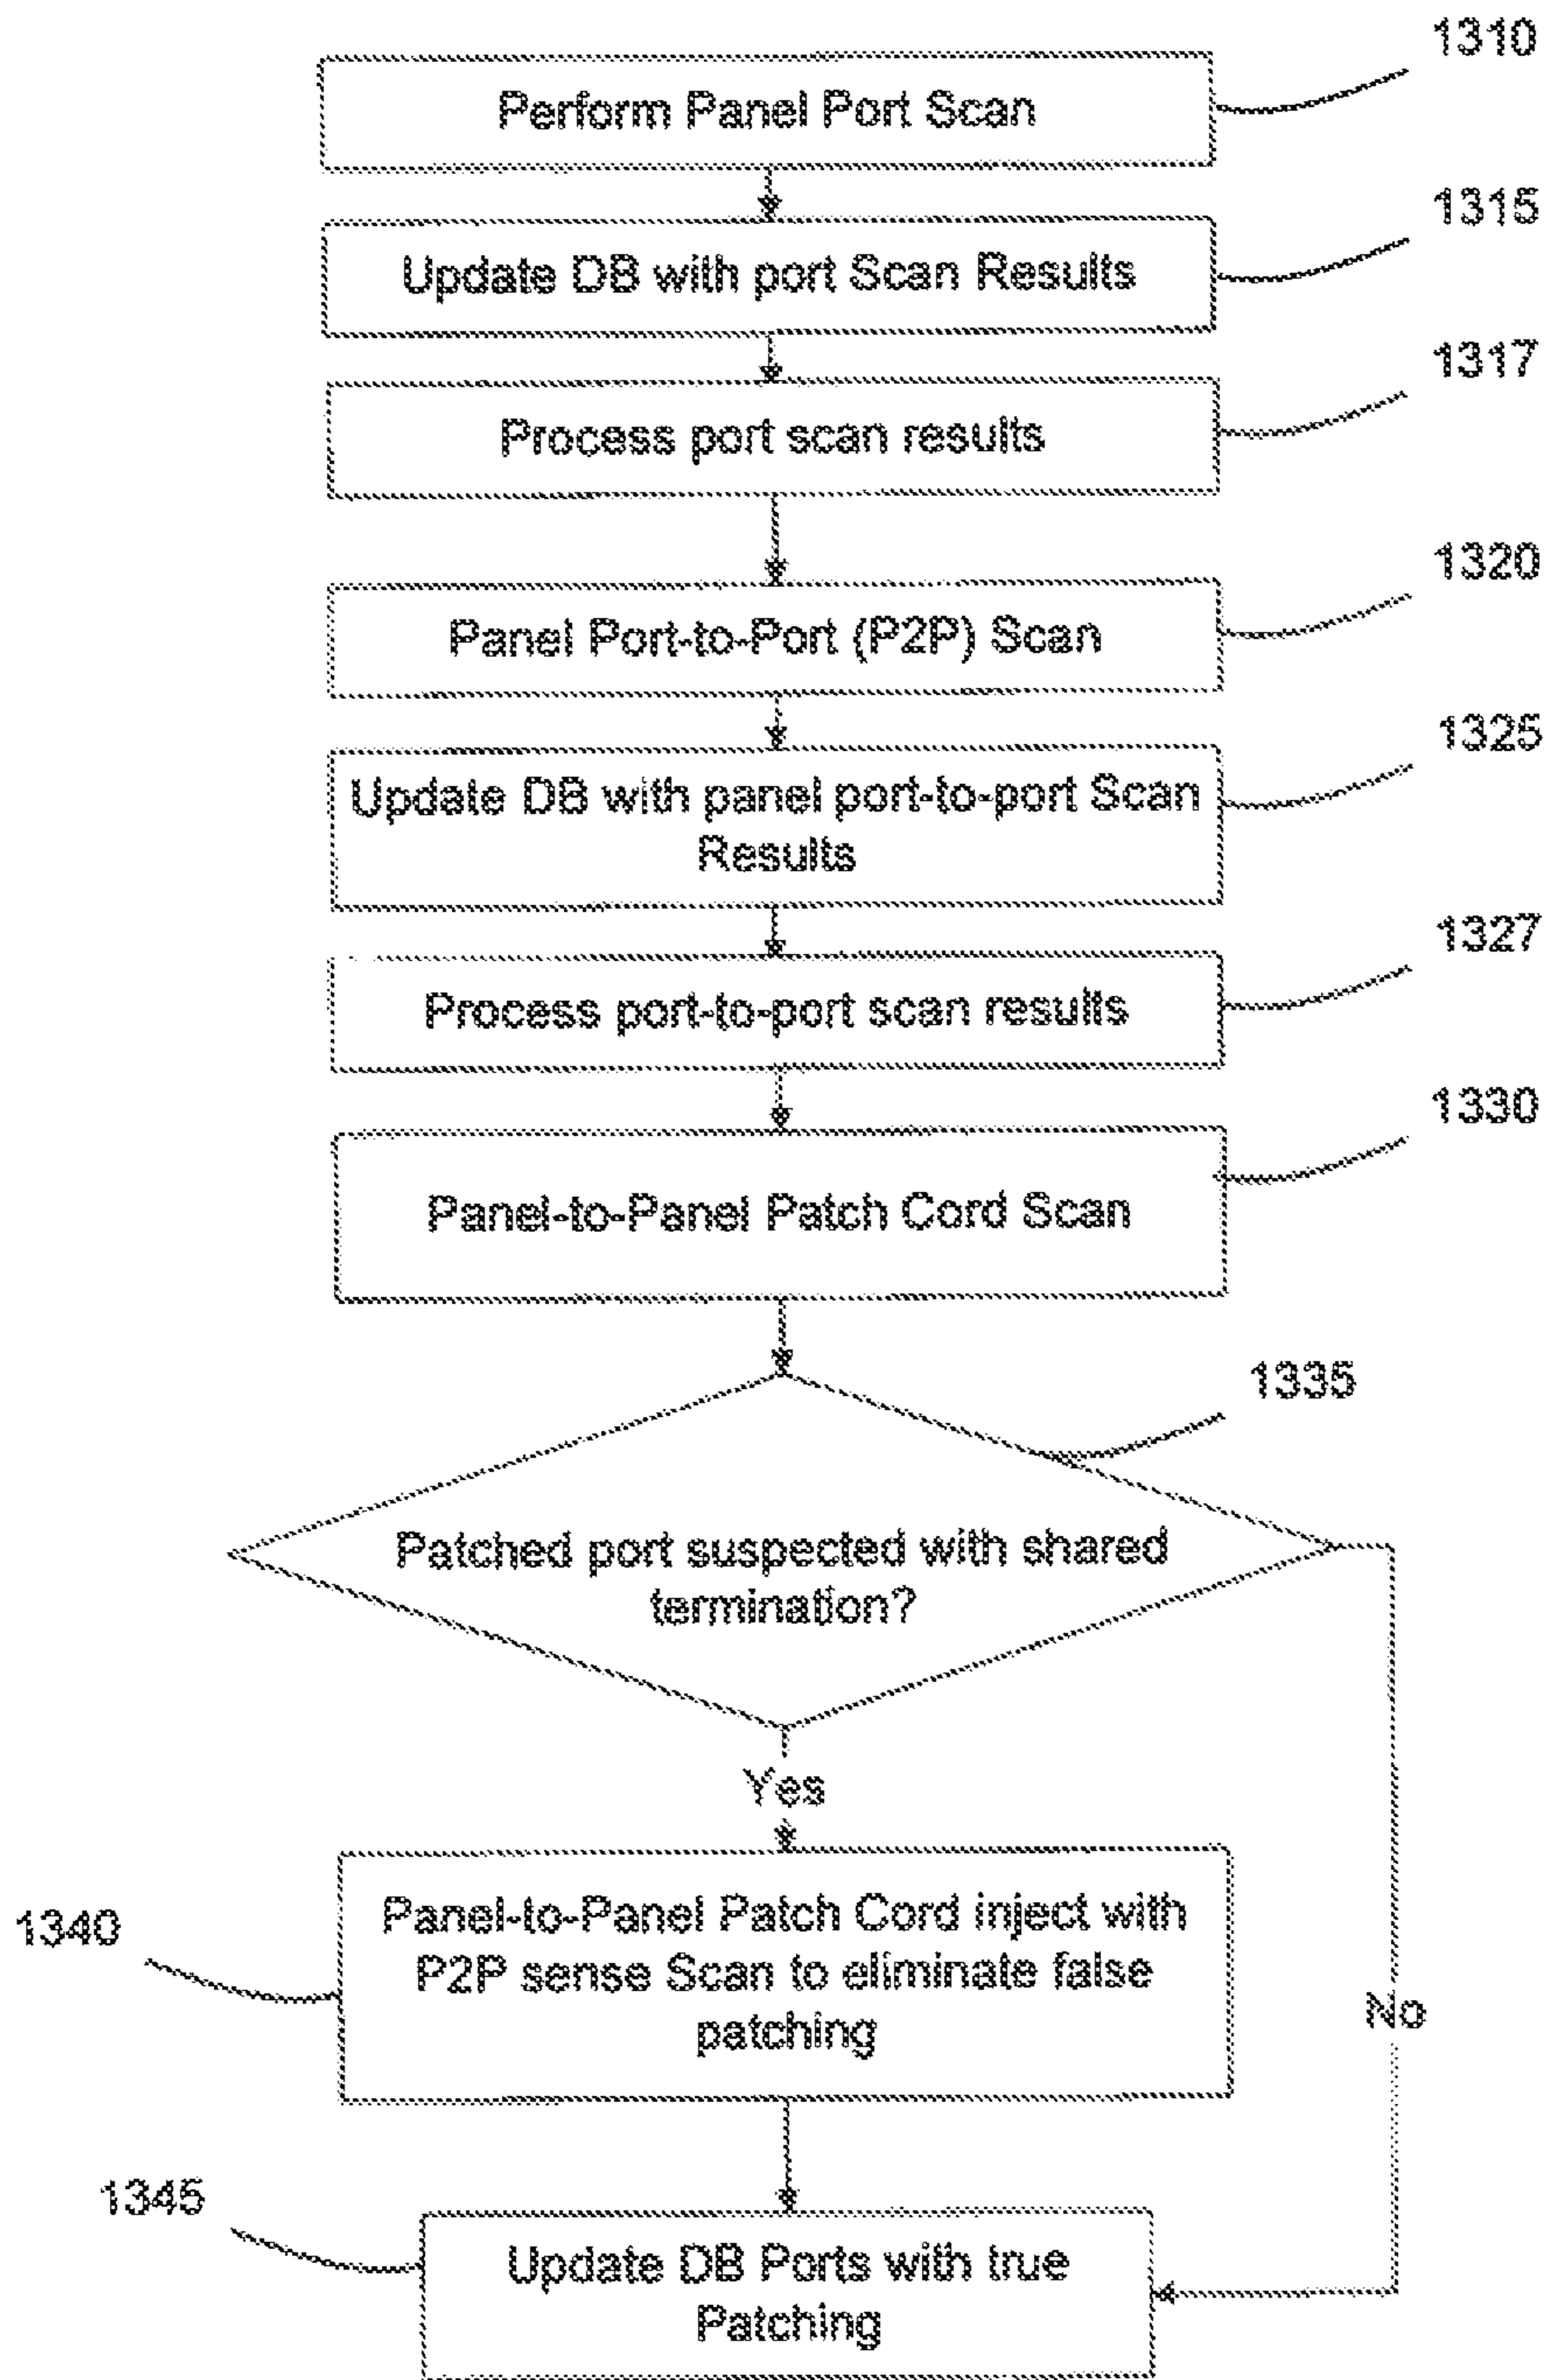 1310
Perform Panel Port Scan
1315
Update DB with port Scan Results
1317
Process port scan results
1320
Panel Port-to-Port (P2P) Scan
1325
Update DB with panel port-to-port Scan
Results
1327
Process port-to-port scan results
1330
Panel-to-Panel Patch Cord Scan
1335
Patched port suspected with shared
termination?
Yes
1340
Panel-to-Panel Patch Cord inject with
P2P sense Scan to eliminate false
patching
No
1345
Update DB Ports with true
Patching